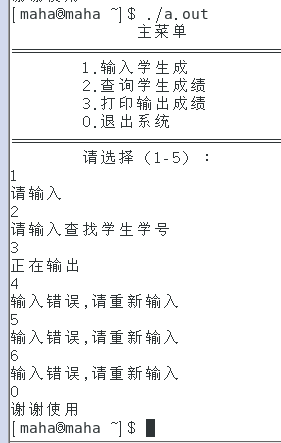 谢谢使用
[maha@maha ~]$ ./a.out
主菜单
1.输入学生成
2.查询学生成绩
3.打印输出成绩
0.退出系统
请选择 (1-5) :
1
请输入
2
请输入查找学生学号
3
正在输出
4
输入错误,请重新输入
5
输入错误,请重新输入
6
输入错误,请重新输入
0
谢谢使用
[maha@maha ~]$